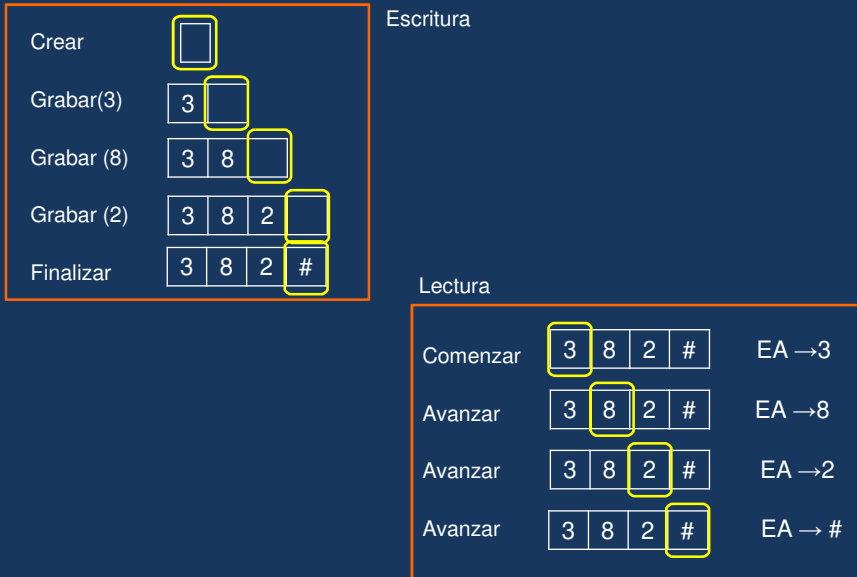 Escritura
Crear
Grabar(3) 3
Grabar (8) 3 8
Grabar (2) 3 8 2
Finalizar 3 8 2 #
Lectura
Comenzar 3 8 2 # EA →3
Avanzar 3 8 2 # EA →8
Avanzar 3 8 2 # EA →2
Avanzar 3 8 2 # EA → #